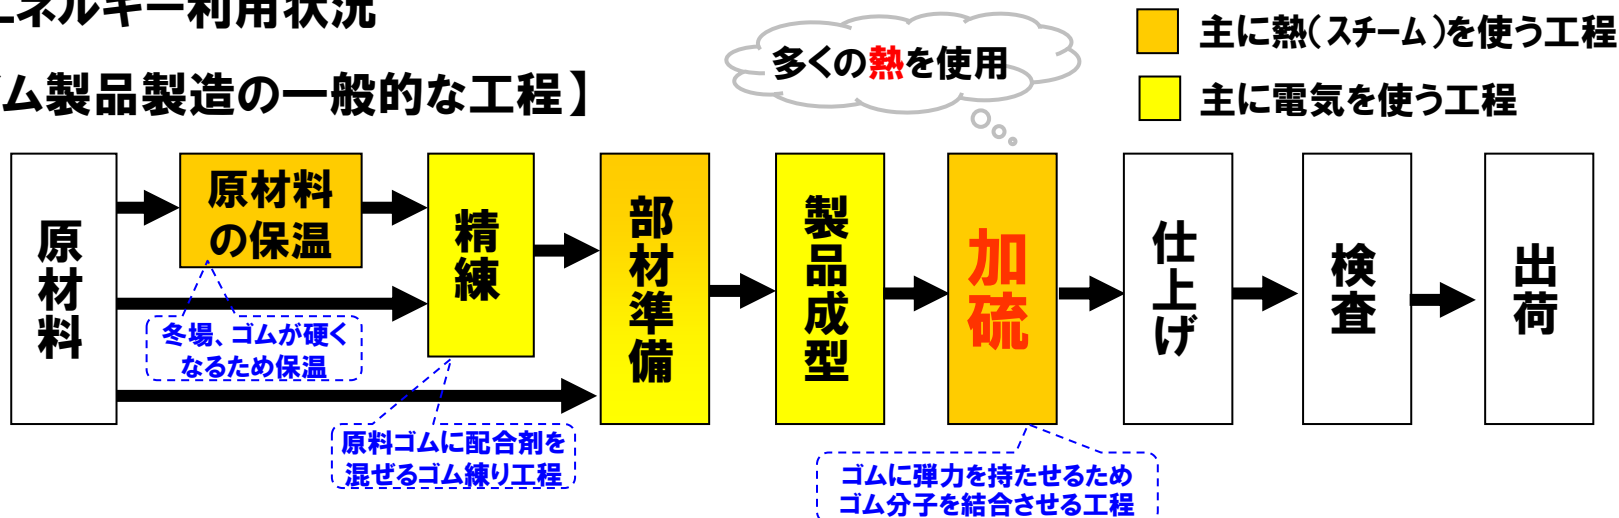 エネルギー利用状況
ム製品製造の一般的な工程】
多くの熱を使用
主に熱(スチーム)を使う工程
主に電気を使う工程
原材料
原材料
の保温
精練
部材準備
製品成型
加硫
仕上げ
検査
出荷
冬場、ゴムが硬く
なるため保温
原料ゴムに配合剤を
混ぜるゴム練り工程
ゴムに弾力を持たせるため
ゴム分子を結合させる工程